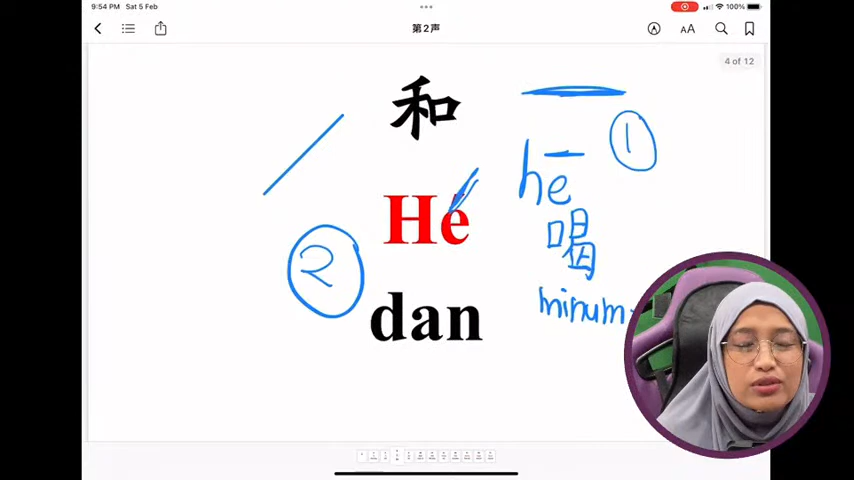 9:54 PM Sat 5 Feb
100%
第2声
AA
4 of 12
和
1
hē
Hé
喝
2
minum
dan